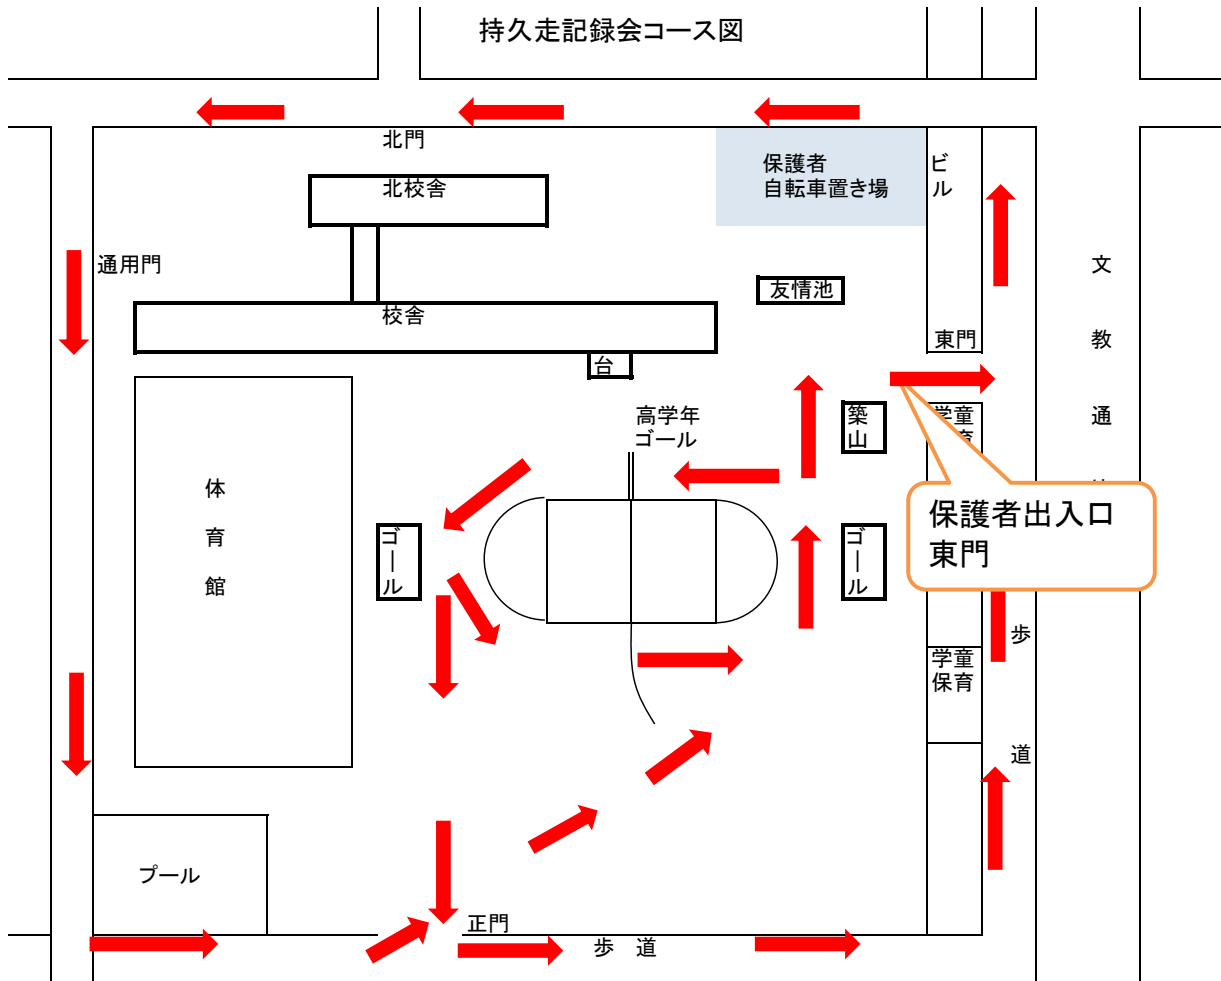 持久走記録会コース図
北門
北校舎
保護者
自転車置き場
ビル
通用門
友情池
文教通
校舎
東門
台
高学年
ゴール
築山
学童
育
体育館
ゴール
ゴール
保護者出入口
東門
学童
保育
歩道
プール
正門
歩　道